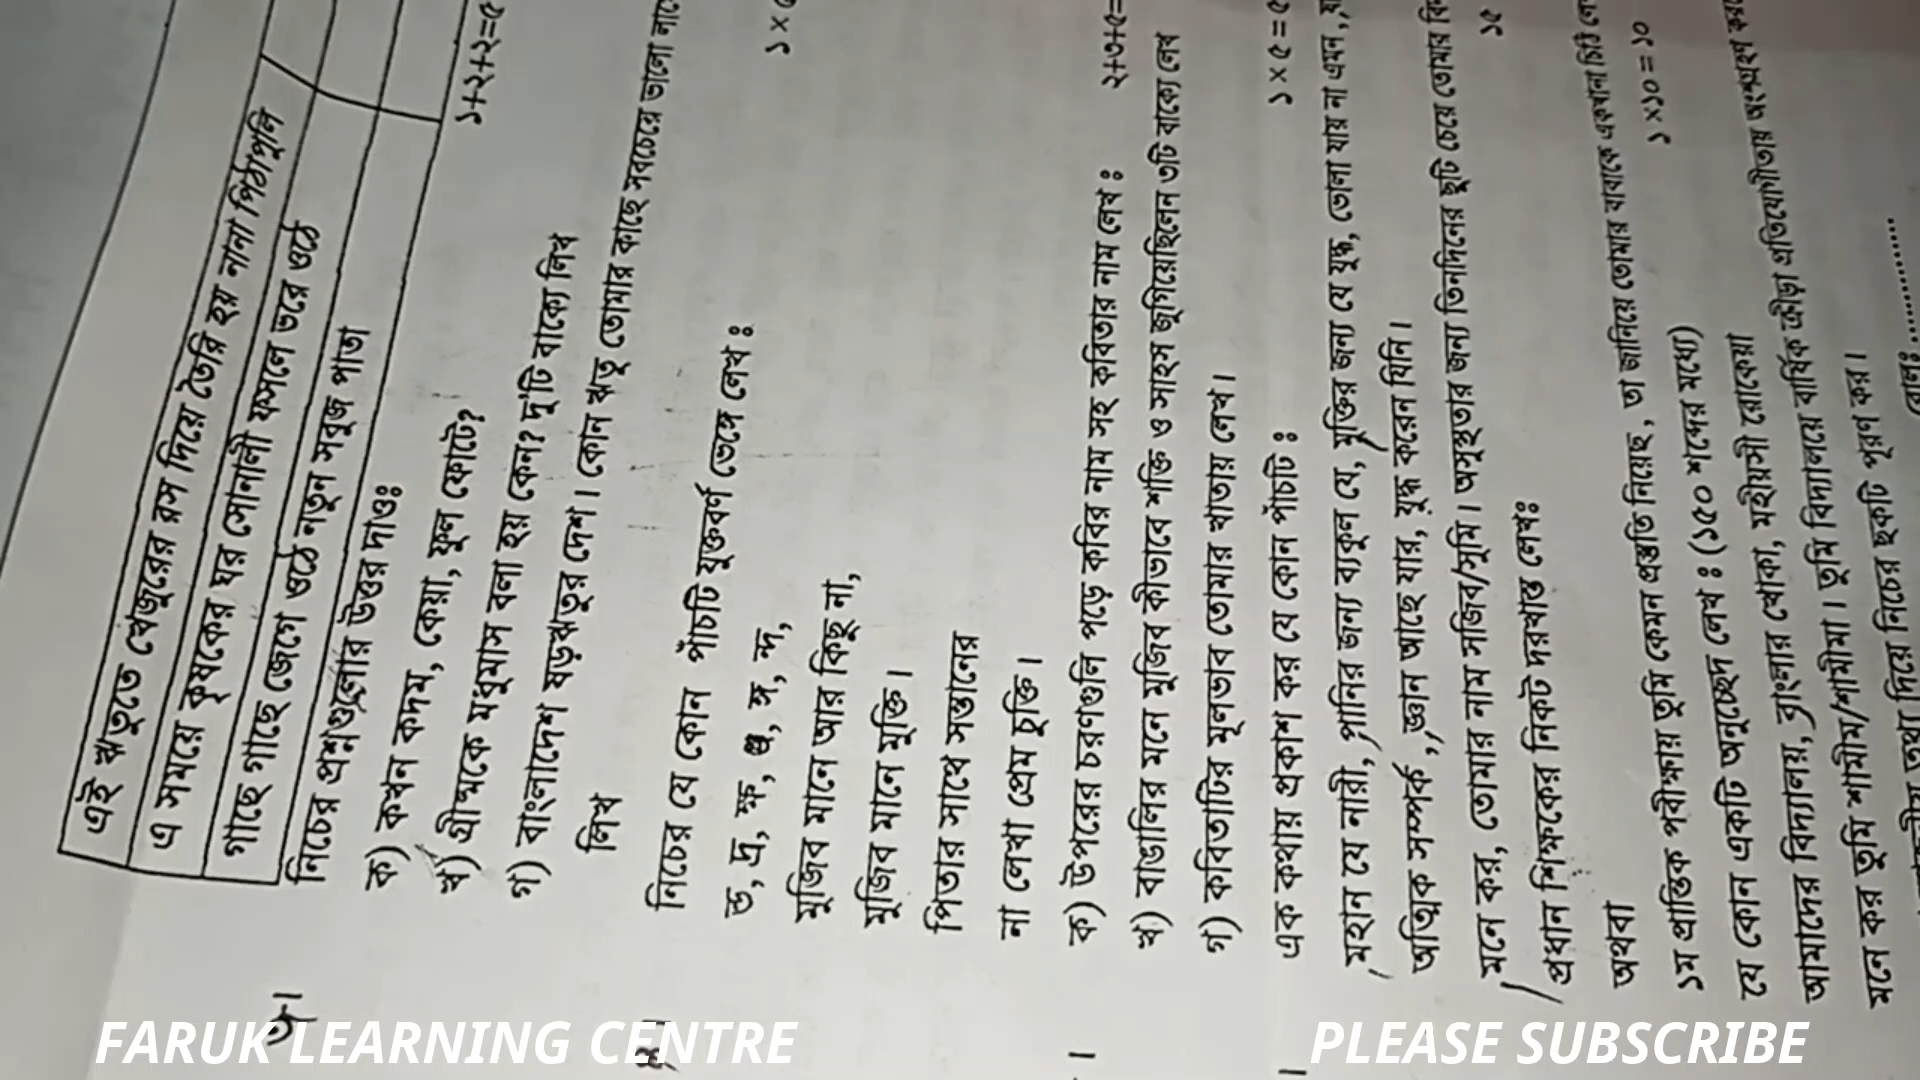 এই ঋতুতে খেজুরের রস দিয়ে তৈরি হয় নানা পিঠাপুলি
এ সময়ে কৃষকের ঘর সোনালী ফসলে ভরে ওঠে
গাছে গাছে জেগে ওঠে নতুন সবুজ পাতা
নিচের প্রশ্নগুলোর উত্তর দাওঃ
১+২+২=৫
ক) কখন কদম, কেয়া, ফুল ফোটে?
খ) গ্রীষ্মকে মধুমাস বলা হয় কেন? দু'টি বাক্যে লিখ
গ) বাংলাদেশ ষড়ঋতুর দেশ। কোন ঋতু তোমার কাছে সবচেয়ে ভালো
লিখ
নিচের যে কোন পাঁচটি যুক্তবর্ণ ভেঙ্গে লেখ ঃ
১ × ৫
ন্দ,
মুজিব মানে আর কিছু না,
মুজিব মানে মুক্তি।
পিতার সাথে সন্তানের
না লেখা প্রেম চুক্তি।
ক) উপরের চরণগুলি পড়ে কবির নাম সহ কবিতার নাম লেখ ঃ
২+৩+৫=
খ) বাঙালির মনে মুজিব কীভাবে শক্তি ও সাহস জুগিয়েছিলেন ৩টি বাক্যে লেখ
গ) কবিতাটির মূলভাব তোমার খাতায় লেখ।
এক কথায় প্রকাশ কর যে কোন পাঁচটি ঃ
১ × ৫ = ৫
মহান যে নারী, পানির জন্য ব্যকুল যে, মুক্তির জন্য যে যুদ্ধ, ভোলা যায় না এমন,
সম্পর্ক, জ্ঞান আছে যার, যুদ্ধ করেন যিনি।
মনে কর, তোমার নাম সজিব/সুমি। অসুস্থতার জন্য তিনদিনের ছুটি চেয়ে তোমার
প্রধান শিক্ষকের নিকট দরখাস্ত লেখঃ
১৫
অথবা
১ম প্রান্তিক পরীক্ষায় তুমি কেমন প্রস্তুতি নিয়েছ, তা জানিয়ে তোমার বাবাকে একখানা চিঠি
যে কোন একটি অনুচ্ছেদ লেখ ঃ (১৫০ শব্দের মধ্যে)
১ ×১০ = ১০
আমাদের বিদ্যালয়, বাংলার খোকা, মহীয়সী রোকেয়া
মনে কর তুমি শামীম/শামীমা। তুমি বিদ্যালয়ে বার্ষিক ক্রীড়া প্রতিযোগীতায় অংশগ্রহণ
তথ্য দিয়ে নিচের ছকটি পূরণ কর।
FARUK LEARNING CENTRE
PLEASE SUBSCRIBE